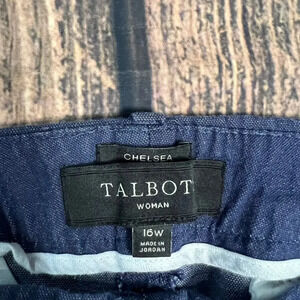 CHELSEA
TALBOT
WOMAN
16W
MADE IN
JORDAN